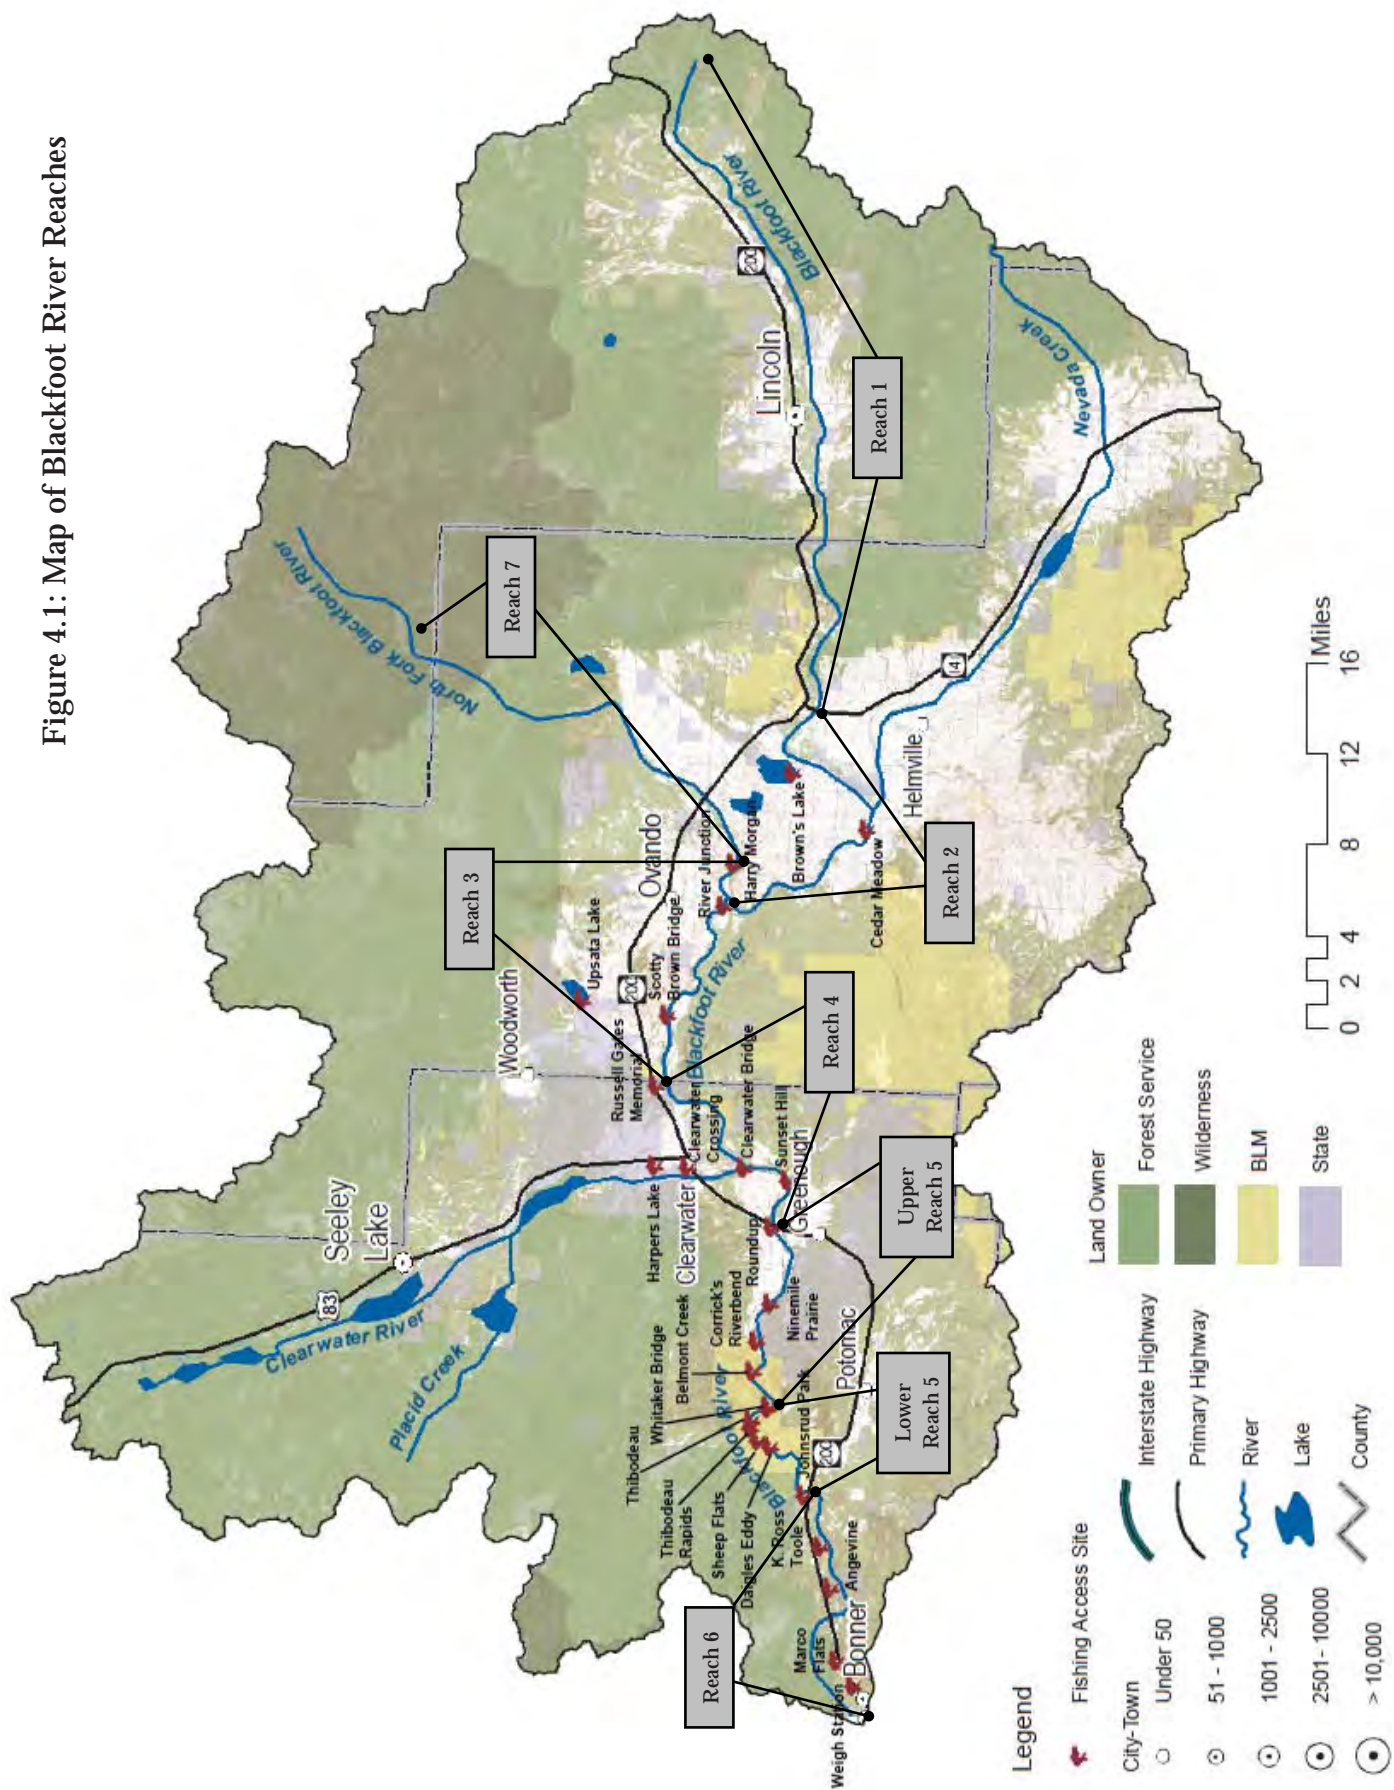 Figure 4.1: Map of Blackfoot River Reaches
Seeley
Lake
83
Clearwater River
Placid Creek
Woodworth
Upsata Lake
Ovando
North Fork Blackfoot River
Reach 7
Reach 3
200
Russell Gates
Memorial
Scotty
Brown Bridge
River Junction
Harry Morgan
Brown's Lake
Cedar Meadow
Blackfoot River
Clearwater
Crossing
Clearwater Bridge
Sunset Hill
Harpers Lake
Clearwater
Greenough
Roundup
Ninemile
Prairie
Corrick's
Riverbend
Belmont Creek
Whitaker Bridge
Thibodeau
Thibodeau
Rapids
Sheep Flats
Daigles Eddy
K. Ross
Toole
Blackfoot River
Johnsrud Park
Potomac
200
Angevine
Marco
Flats
Bonner
Weigh Station
Reach 6
Lower
Reach 5
Upper
Reach 5
Reach 4
Reach 2
Reach 1
Lincoln
200
Blackfoot River
Nevada Creek
Helmville
141
0 2 4 8 12 16
Miles
Legend
Fishing Access Site
City-Town
Under 50
51 - 1000
1001 - 2500
2501- 10000
> 10,000
Interstate Highway
Primary Highway
River
Lake
County
Land Owner
Forest Service
Wilderness
BLM
State